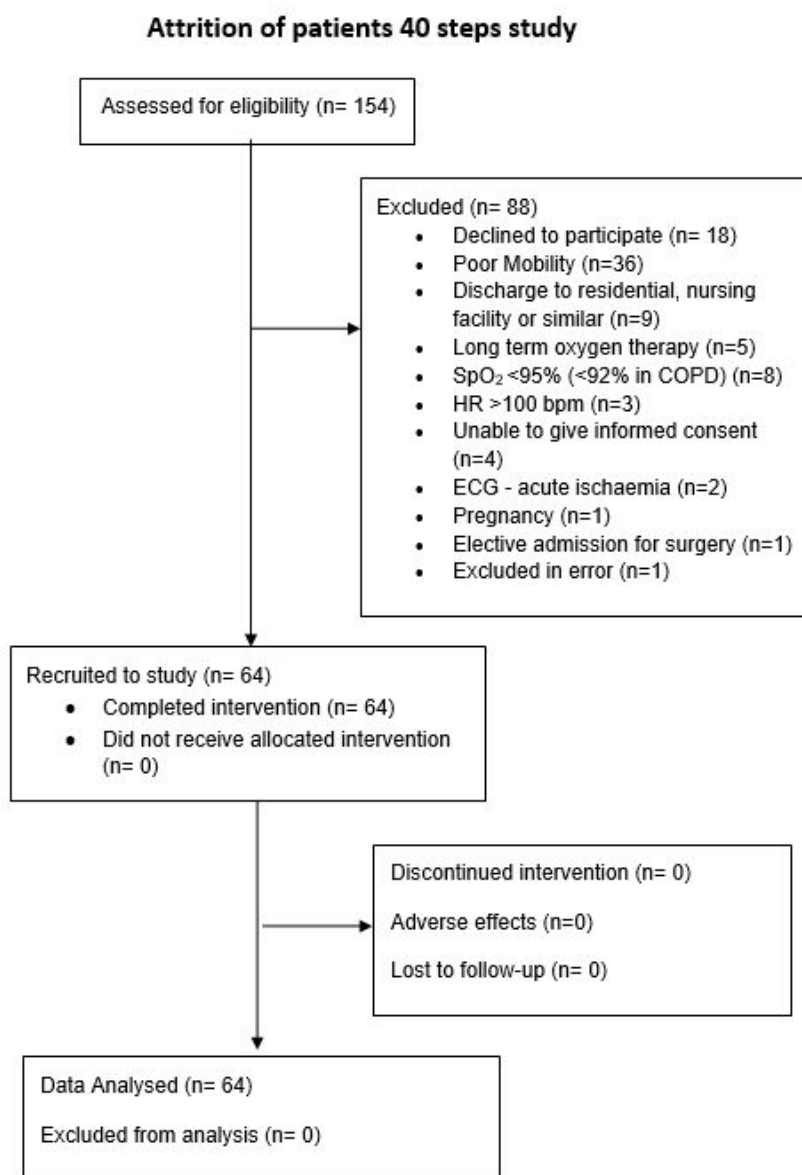 Attrition of patients 40 steps study
Assessed for eligibility (n= 154)
Excluded (n= 88)
• Declined to participate (n= 18)
• Poor Mobility (n=36)
• Discharge to residential, nursing
facility or similar (n=9)
• Long term oxygen therapy (n=5)
• SpO₂ <95% (<92% in COPD) (n=8)
• HR >100 bpm (n=3)
• Unable to give informed consent
(n=4)
• ECG - acute ischaemia (n=2)
• Pregnancy (n=1)
• Elective admission for surgery (n=1)
• Excluded in error (n=1)
Recruited to study (n= 64)
• Completed intervention (n= 64)
• Did not receive allocated intervention
(n= 0)
Discontinued intervention (n= 0)
Adverse effects (n=0)
Lost to follow-up (n= 0)
Data Analysed (n= 64)
Excluded from analysis (n= 0)